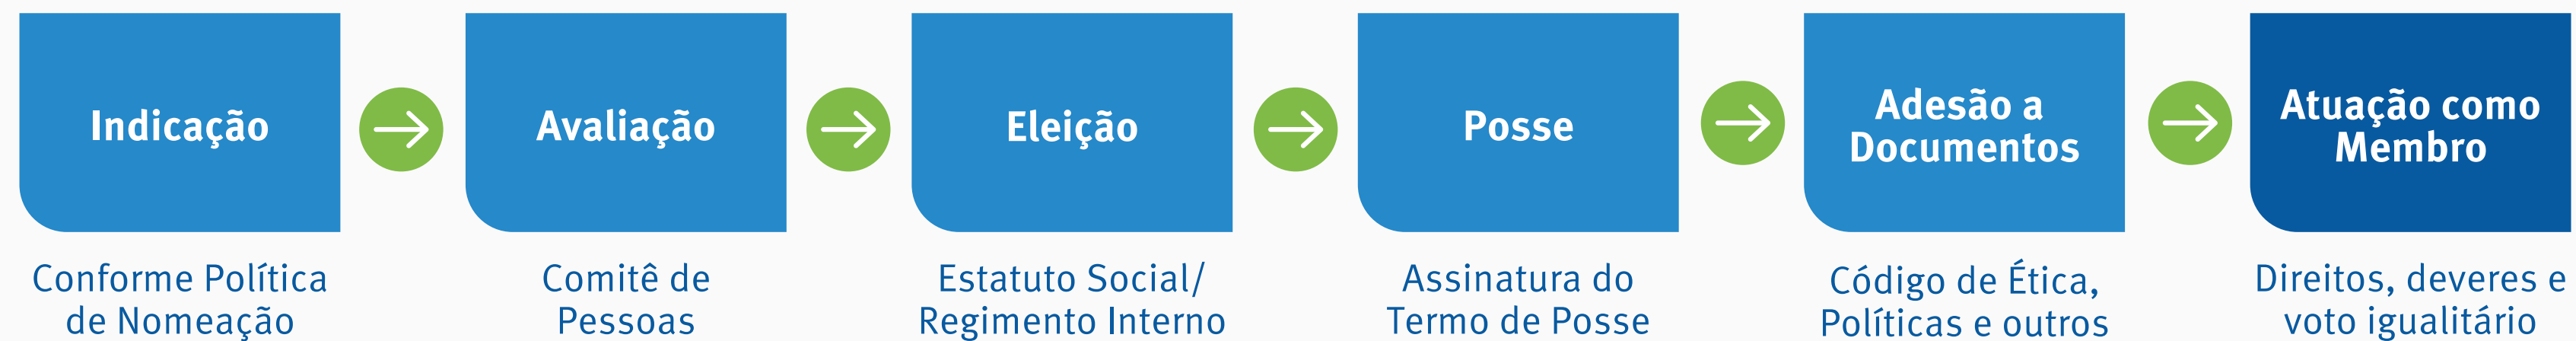 Indicação
Conforme Política
de Nomeação
Avaliação
Comitê de
Pessoas
Eleição
Estatuto Social/
Regimento Interno
Posse
Assinatura do
Termo de Posse
Adesão a
Documentos
Código de Ética,
Políticas e outros
Atuação como
Membro
Direitos, deveres e
voto igualitário